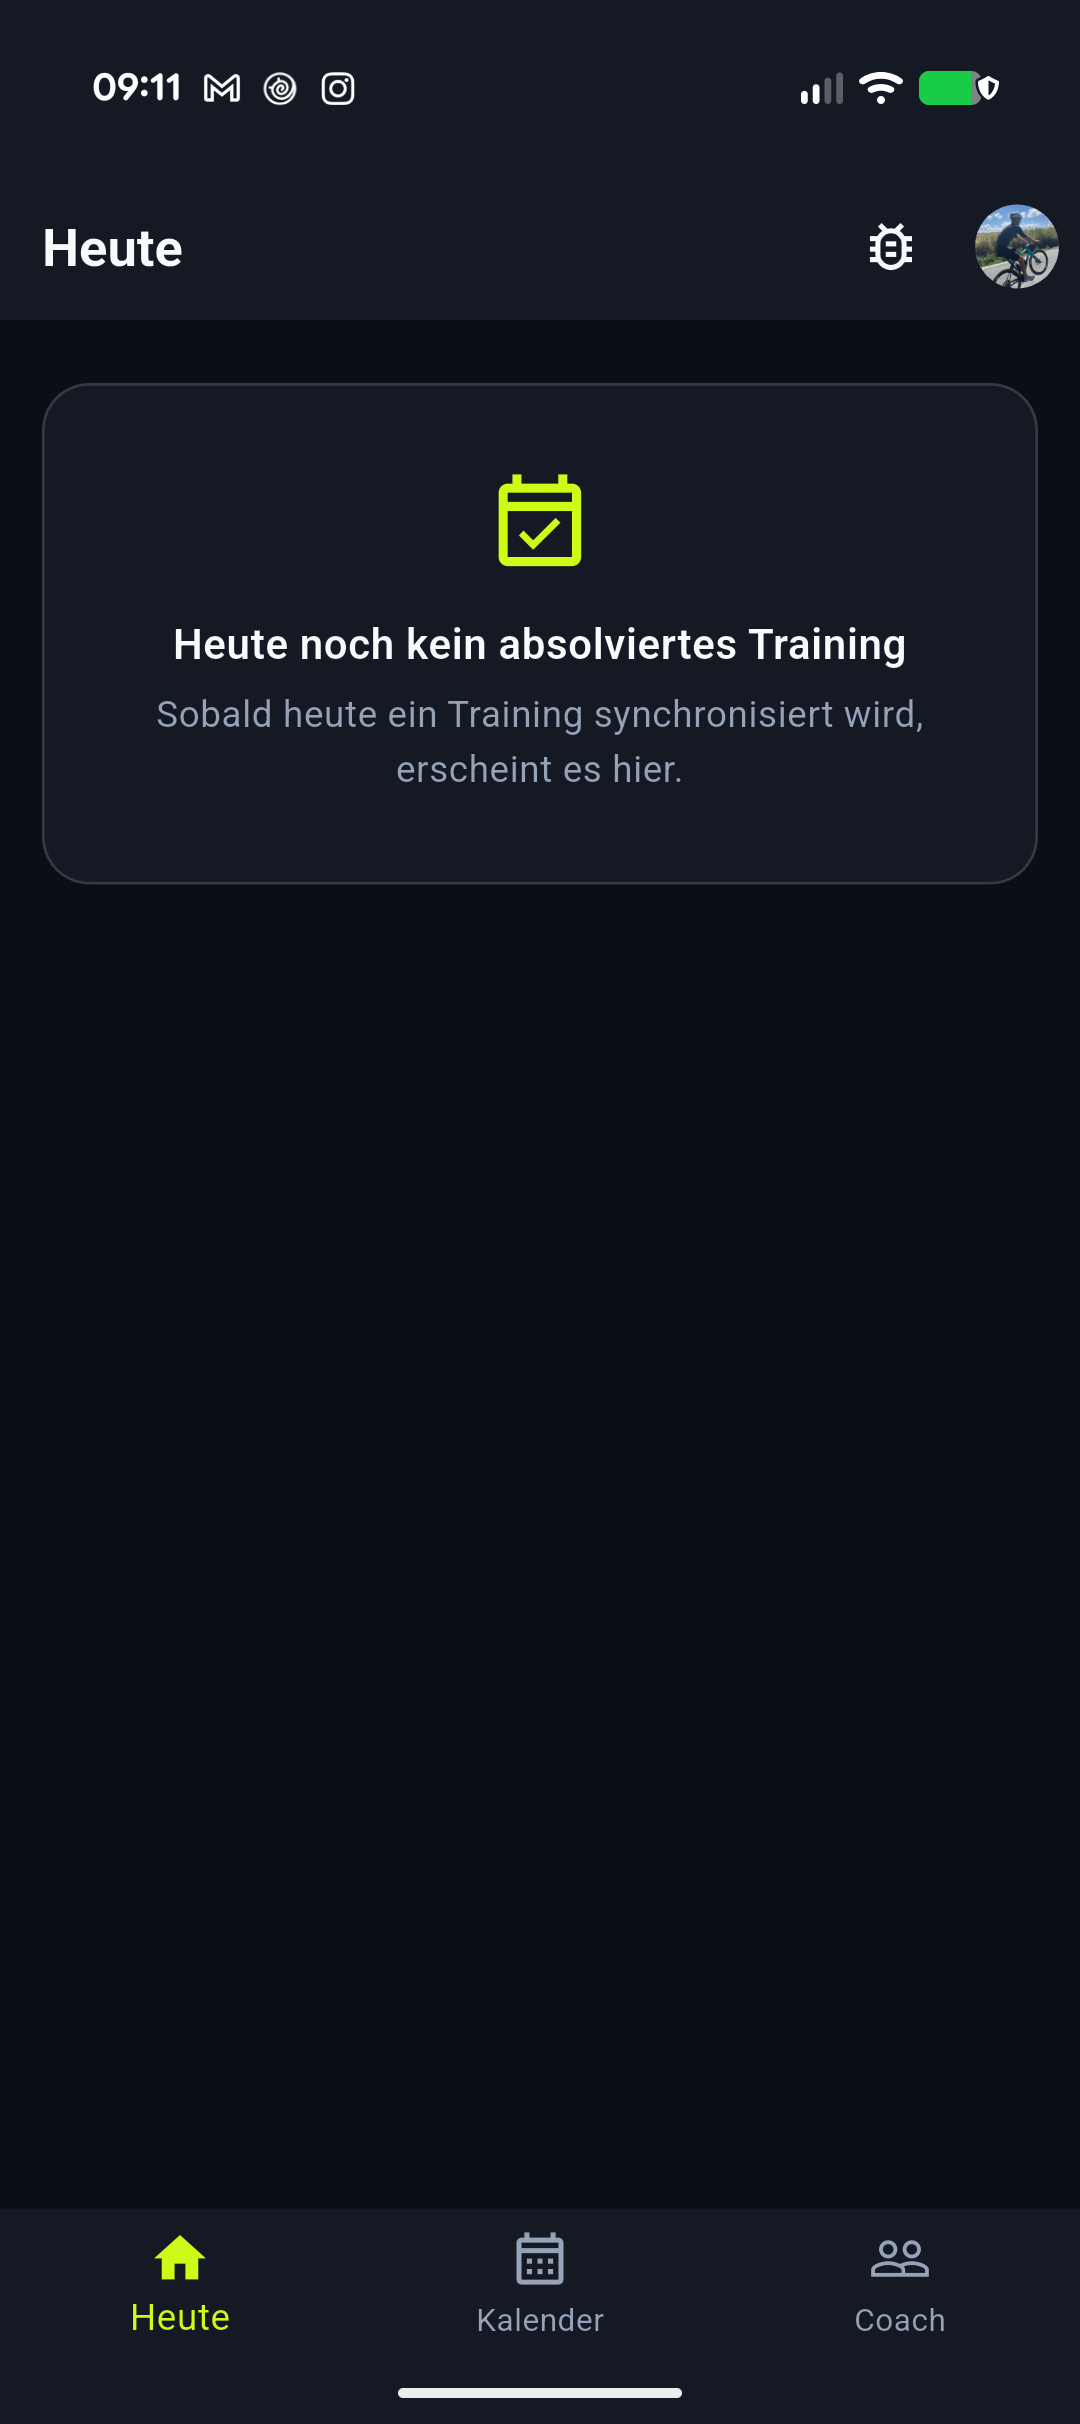 09:11
Heute
Heute noch kein absolviertes Training
Sobald heute ein Training synchronisiert wird,
erscheint es hier.
Heute
Kalender
Coach